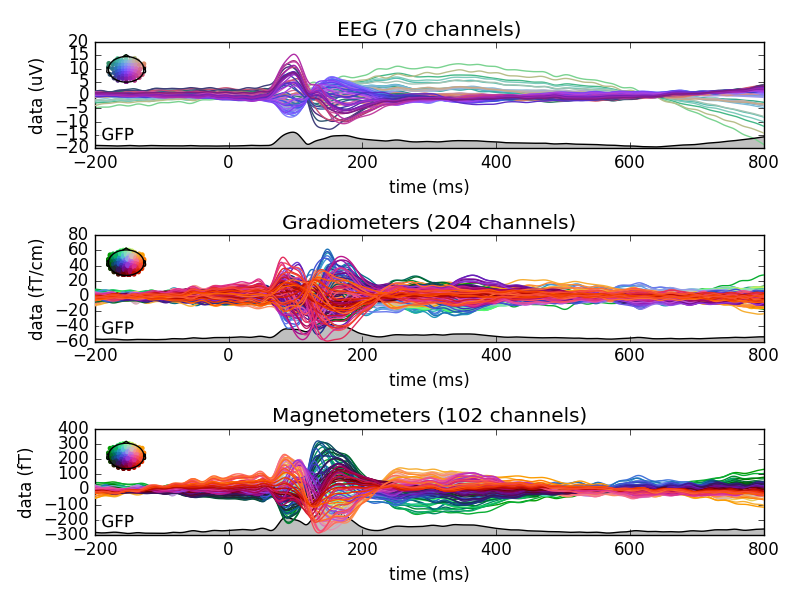 EEG (70 channels)
data (uV)
20
15
10
5
0
−5
−10
−15
−20
GFP
−200 0 200 400 600 800
time (ms)
Gradiometers (204 channels)
data (fT/cm)
80
60
40
20
0
−20
−40
−60
GFP
−200 0 200 400 600 800
time (ms)
Magnetometers (102 channels)
data (fT)
400
300
200
100
0
−100
−200
−300
GFP
−200 0 200 400 600 800
time (ms)